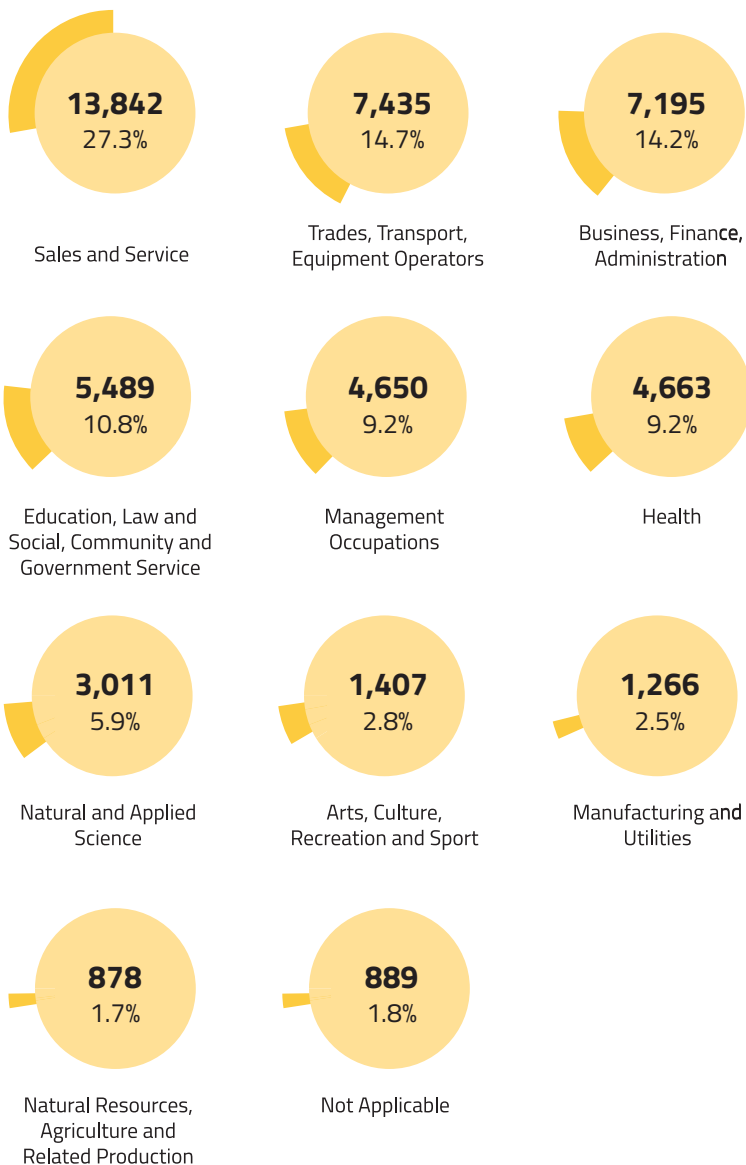 13,842
27.3%
Sales and Service
7,435
14.7%
Trades, Transport,
Equipment Operators
7,195
14.2%
Business, Finance,
Administration
5,489
10.8%
Education, Law and
Social, Community and
Government Service
4,650
9.2%
Management
Occupations
4,663
9.2%
Health
3,011
5.9%
Natural and Applied
Science
1,407
2.8%
Arts, Culture,
Recreation and Sport
1,266
2.5%
Manufacturing and
Utilities
878
1.7%
Natural Resources,
Agriculture and
Related Production
889
1.8%
Not Applicable